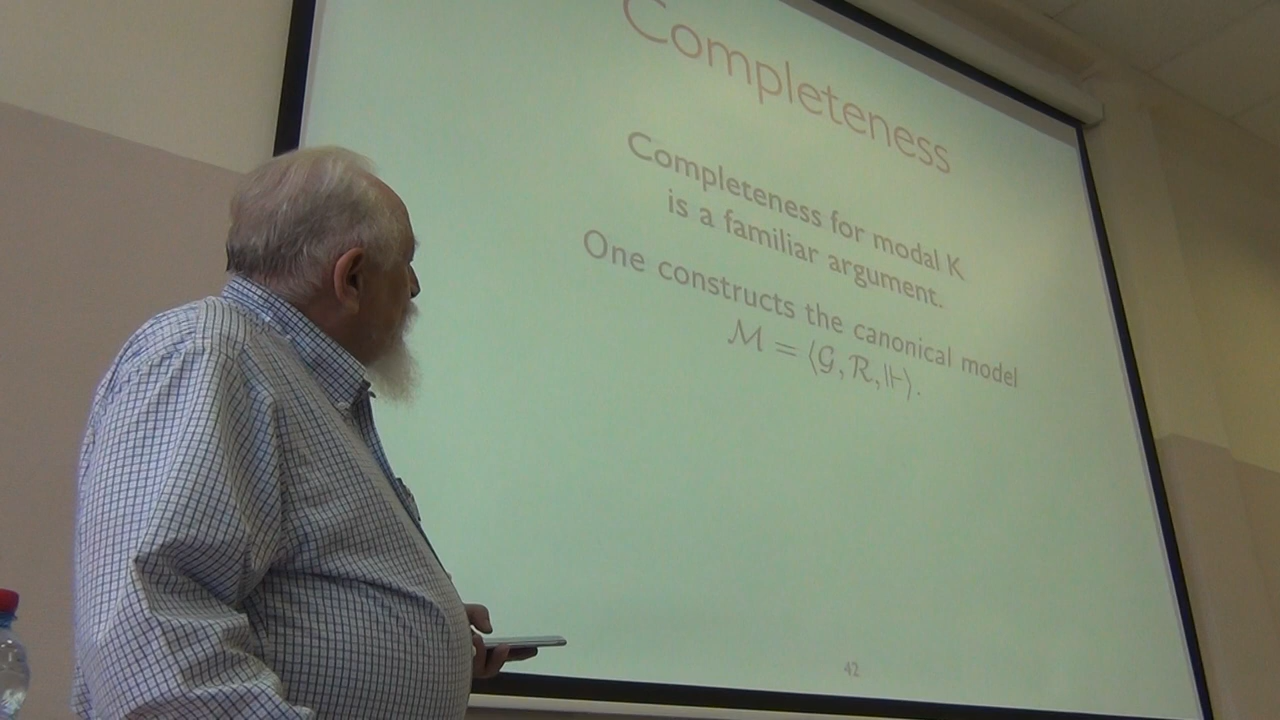 Completeness
Completeness for modal K
is a familiar argument.
One constructs the canonical model
ℳ = ⟨𝒢, ℛ, ⊩⟩.
42